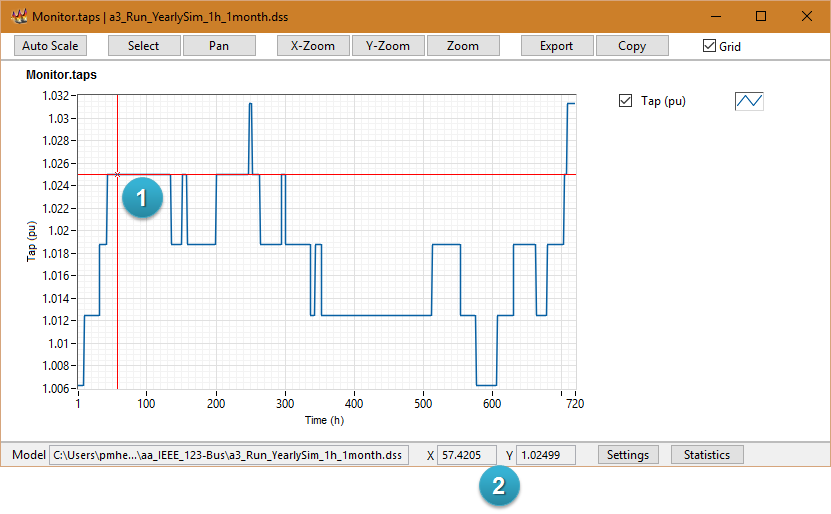 Monitor.taps | a3_Run_YearlySim_1h_1month.dss
Auto Scale Select Pan X-Zoom Y-Zoom Zoom Export Copy Grid
Monitor.taps
Tap (pu)
1.032
1.03
1.028
1.026
1.024
1.022
1.02
1.018
1.016
1.014
1.012
1.01
1.008
1.006
Tap (pu)
1
1 100 200 300 400 500 600 720
Time (h)
Model C:\Users\pmhe...\aa_IEEE_123-Bus\a3_Run_YearlySim_1h_1month.dss X 57.4205 Y 1.02499 Settings Statistics
2